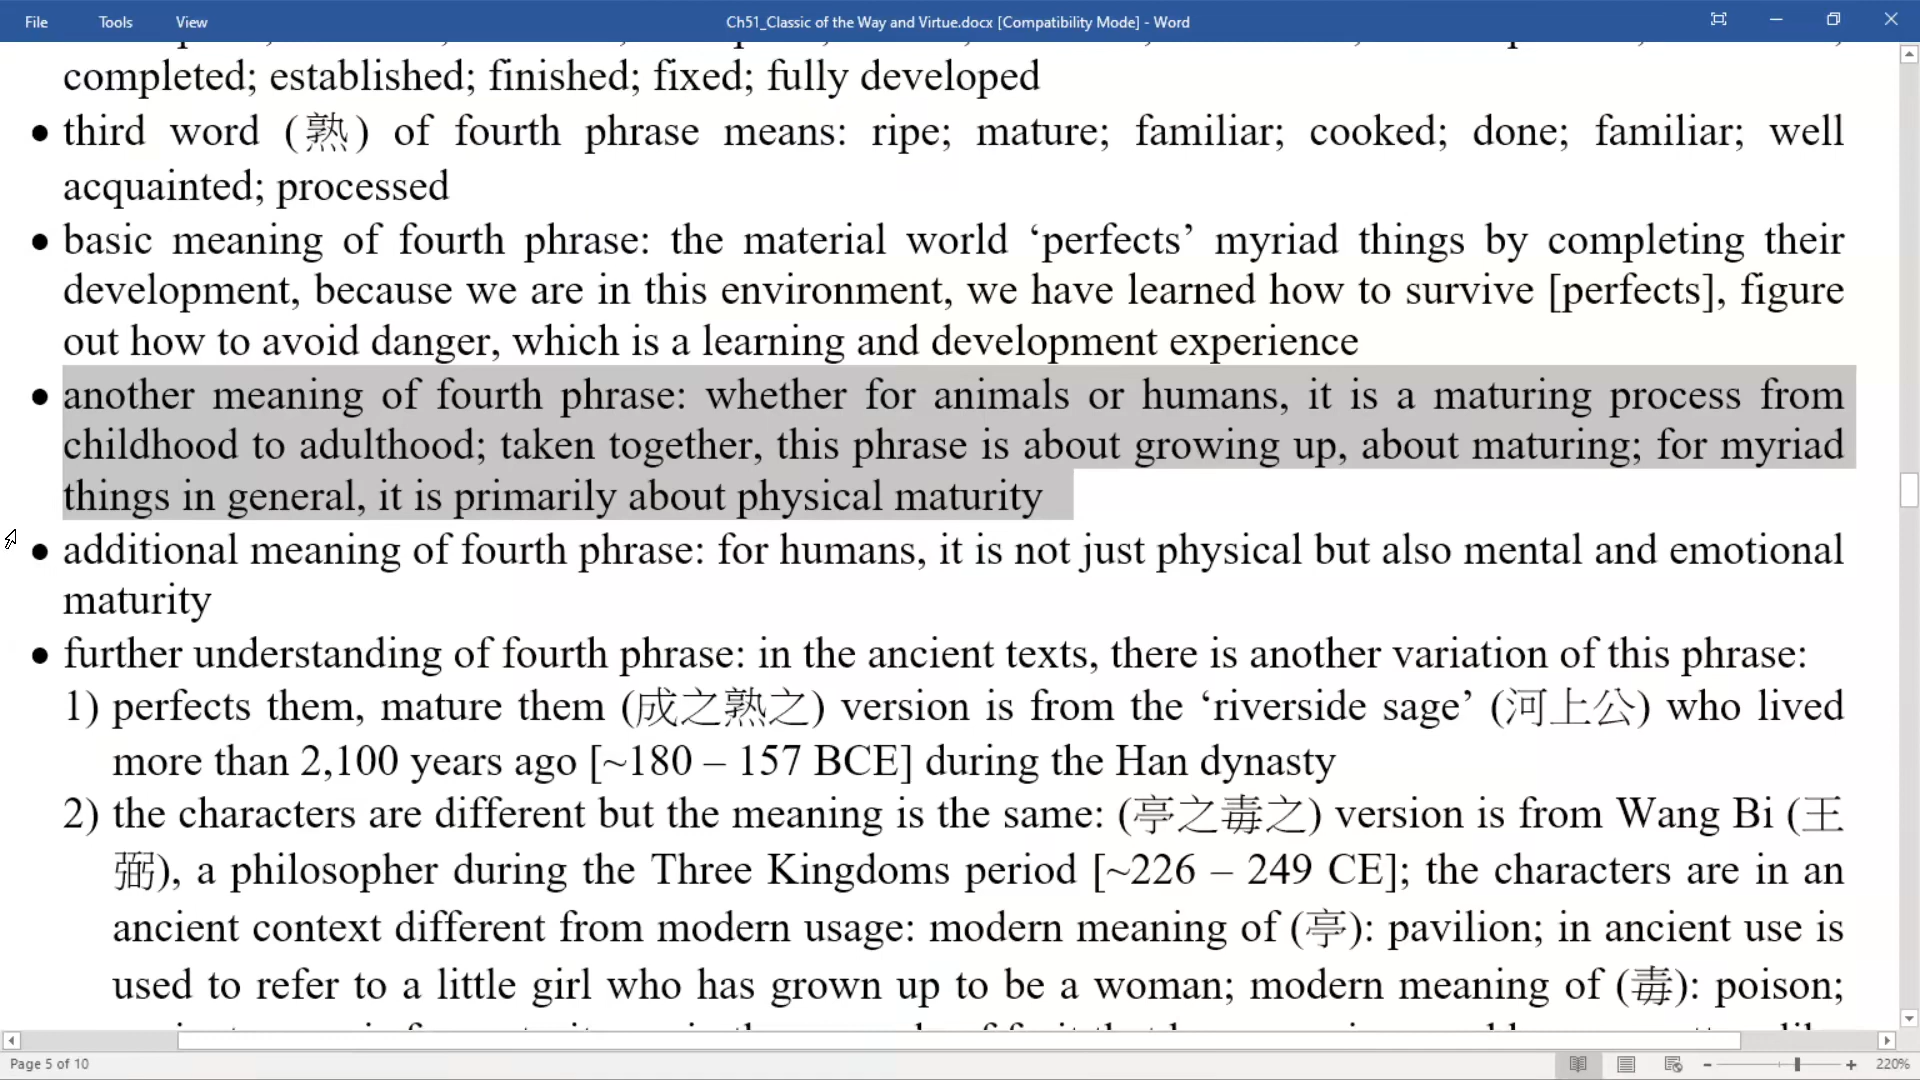 File Tools View Ch51_Classic of the Way and Virtue.docx [Compatibility Mode] - Word
completed; established; finished; fixed; fully developed
● third word (熟) of fourth phrase means: ripe; mature; familiar; cooked; done; familiar; well
acquainted; processed
● basic meaning of fourth phrase: the material world ‘perfects’ myriad things by completing their
development, because we are in this environment, we have learned how to survive [perfects], figure
out how to avoid danger, which is a learning and development experience
● another meaning of fourth phrase: whether for animals or humans, it is a maturing process from
childhood to adulthood; taken together, this phrase is about growing up, about maturing; for myriad
things in general, it is primarily about physical maturity
● additional meaning of fourth phrase: for humans, it is not just physical but also mental and emotional
maturity
● further understanding of fourth phrase: in the ancient texts, there is another variation of this phrase:
1) perfects them, mature them (成之熟之) version is from the ‘riverside sage’ (河上公) who lived
more than 2,100 years ago [~180 – 157 BCE] during the Han dynasty
2) the characters are different but the meaning is the same: (亭之毒之) version is from Wang Bi (王
弼), a philosopher during the Three Kingdoms period [~226 – 249 CE]; the characters are in an
ancient context different from modern usage: modern meaning of (亭): pavilion; in ancient use is
used to refer to a little girl who has grown up to be a woman; modern meaning of (毒): poison;
Page 5 of 10 220%